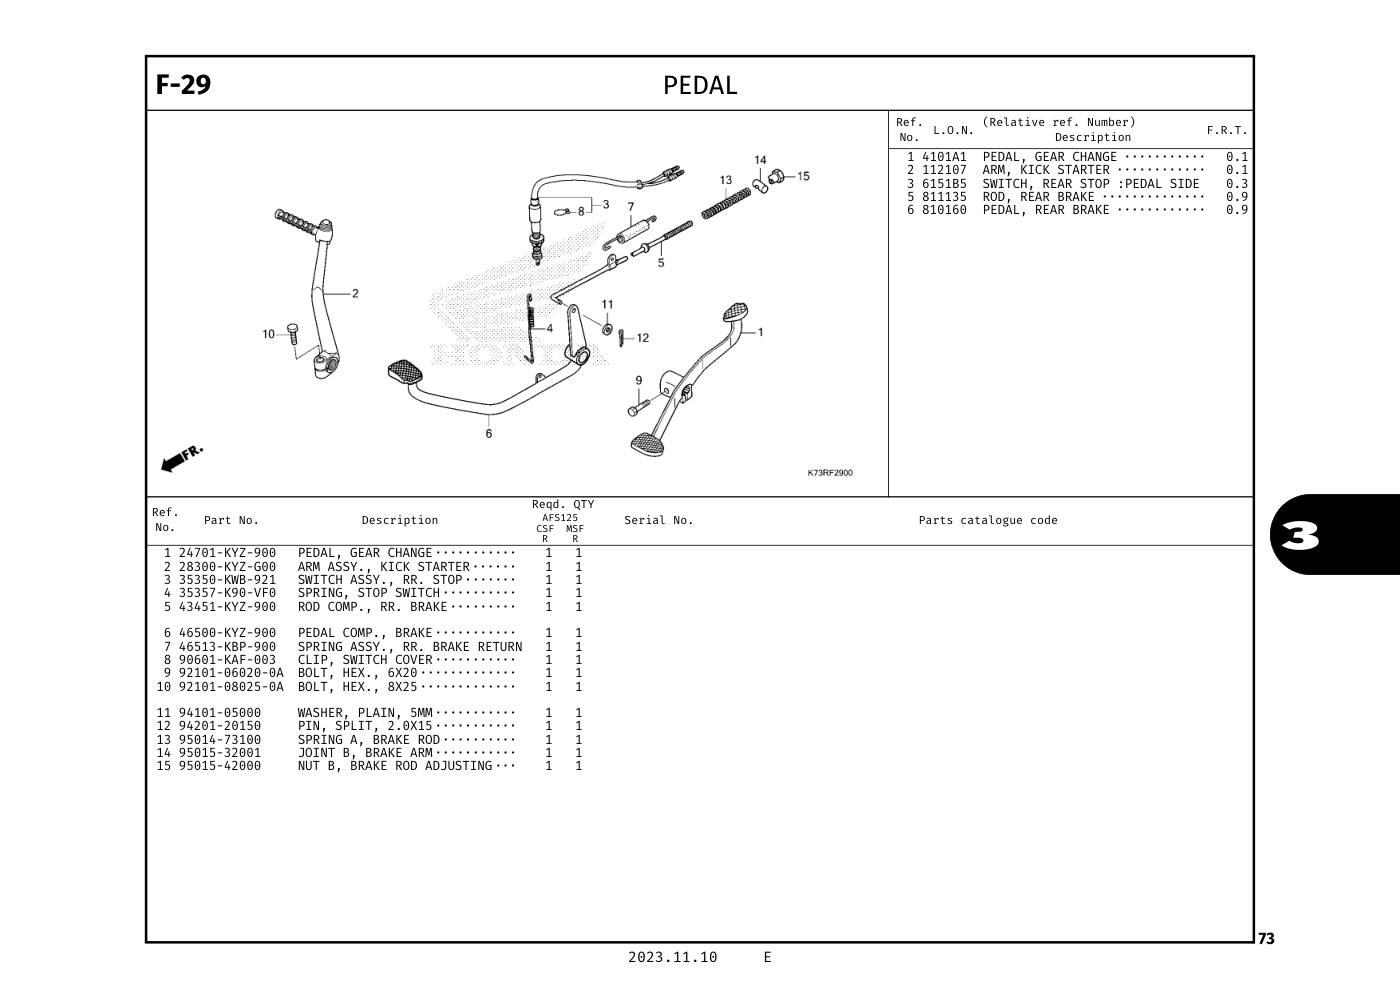 F-29
PEDAL
Ref. No. L.O.N. (Relative ref. Number) Description F.R.T.
1 4101A1 PEDAL, GEAR CHANGE ··········· 0.1
2 112107 ARM, KICK STARTER ············ 0.1
3 6151B5 SWITCH, REAR STOP :PEDAL SIDE 0.3
5 811135 ROD, REAR BRAKE ·············· 0.9
6 810160 PEDAL, REAR BRAKE ············ 0.9
14
15
13
3
8
7
5
2
11
10
4
12
1
9
6
HONDA
FR.
K73RF2900
Ref. No. Part No. Description Reqd. QTY Serial No. Parts catalogue code
AFS125
CSF MSF
R R
1 24701-KYZ-900 PEDAL, GEAR CHANGE··········· 1 1
2 28300-KYZ-G00 ARM ASSY., KICK STARTER······ 1 1
3 35350-KWB-921 SWITCH ASSY., RR. STOP······· 1 1
4 35357-K90-VF0 SPRING, STOP SWITCH·········· 1 1
5 43451-KYZ-900 ROD COMP., RR. BRAKE········· 1 1
6 46500-KYZ-900 PEDAL COMP., BRAKE··········· 1 1
7 46513-KBP-900 SPRING ASSY., RR. BRAKE RETURN 1 1
8 90601-KAF-003 CLIP, SWITCH COVER··········· 1 1
9 92101-06020-0A BOLT, HEX., 6X20············· 1 1
10 92101-08025-0A BOLT, HEX., 8X25············· 1 1
11 94101-05000 WASHER, PLAIN, 5MM··········· 1 1
12 94201-20150 PIN, SPLIT, 2.0X15··········· 1 1
13 95014-73100 SPRING A, BRAKE ROD·········· 1 1
14 95015-32001 JOINT B, BRAKE ARM··········· 1 1
15 95015-42000 NUT B, BRAKE ROD ADJUSTING··· 1 1
3
73
2023.11.10 E